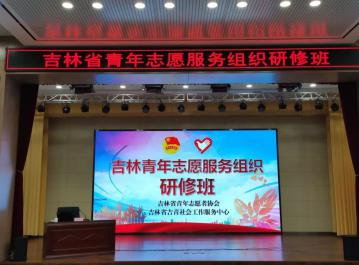 吉林省青年志愿服务组织研修班
吉林青年志愿服务组织
研修班
吉林省青年志愿者协会
吉林省吉青社会工作服务中心